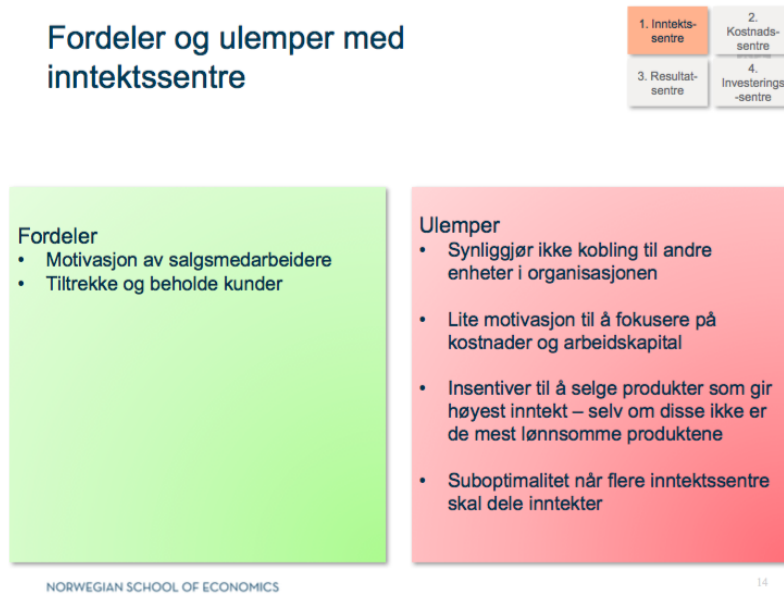 Fordeler og ulemper med
inntektssentre
1. Inntekts-
sentre
2.
Kostnads-
sentre
3. Resultat-
sentre
4.
Investerings
-sentre
Fordeler
• Motivasjon av salgsmedarbeidere
• Tiltrekke og beholde kunder
Ulemper
• Synliggjør ikke kobling til andre
enheter i organisasjonen
• Lite motivasjon til å fokusere på
kostnader og arbeidskapital
• Insentiver til å selge produkter som gir
høyest inntekt – selv om disse ikke er
de mest lønnsomme produktene
• Suboptimalitet når flere inntektssentre
skal dele inntekter
NORWEGIAN SCHOOL OF ECONOMICS
14